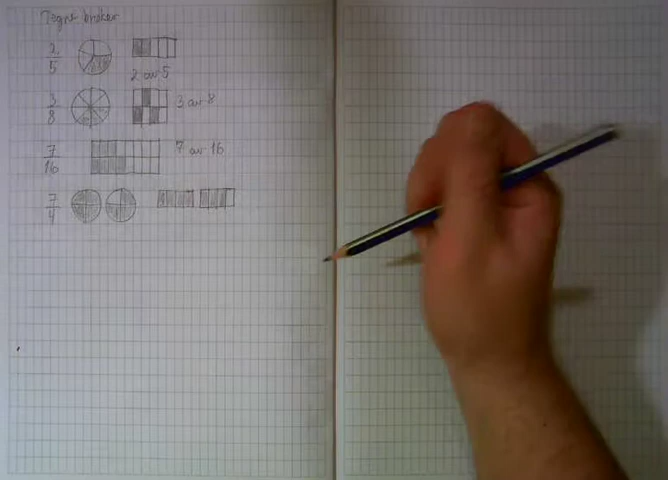 Tegne brøker
2/5 2 av 5
3/8 3 av 8
7/16 7 av 16
7/4